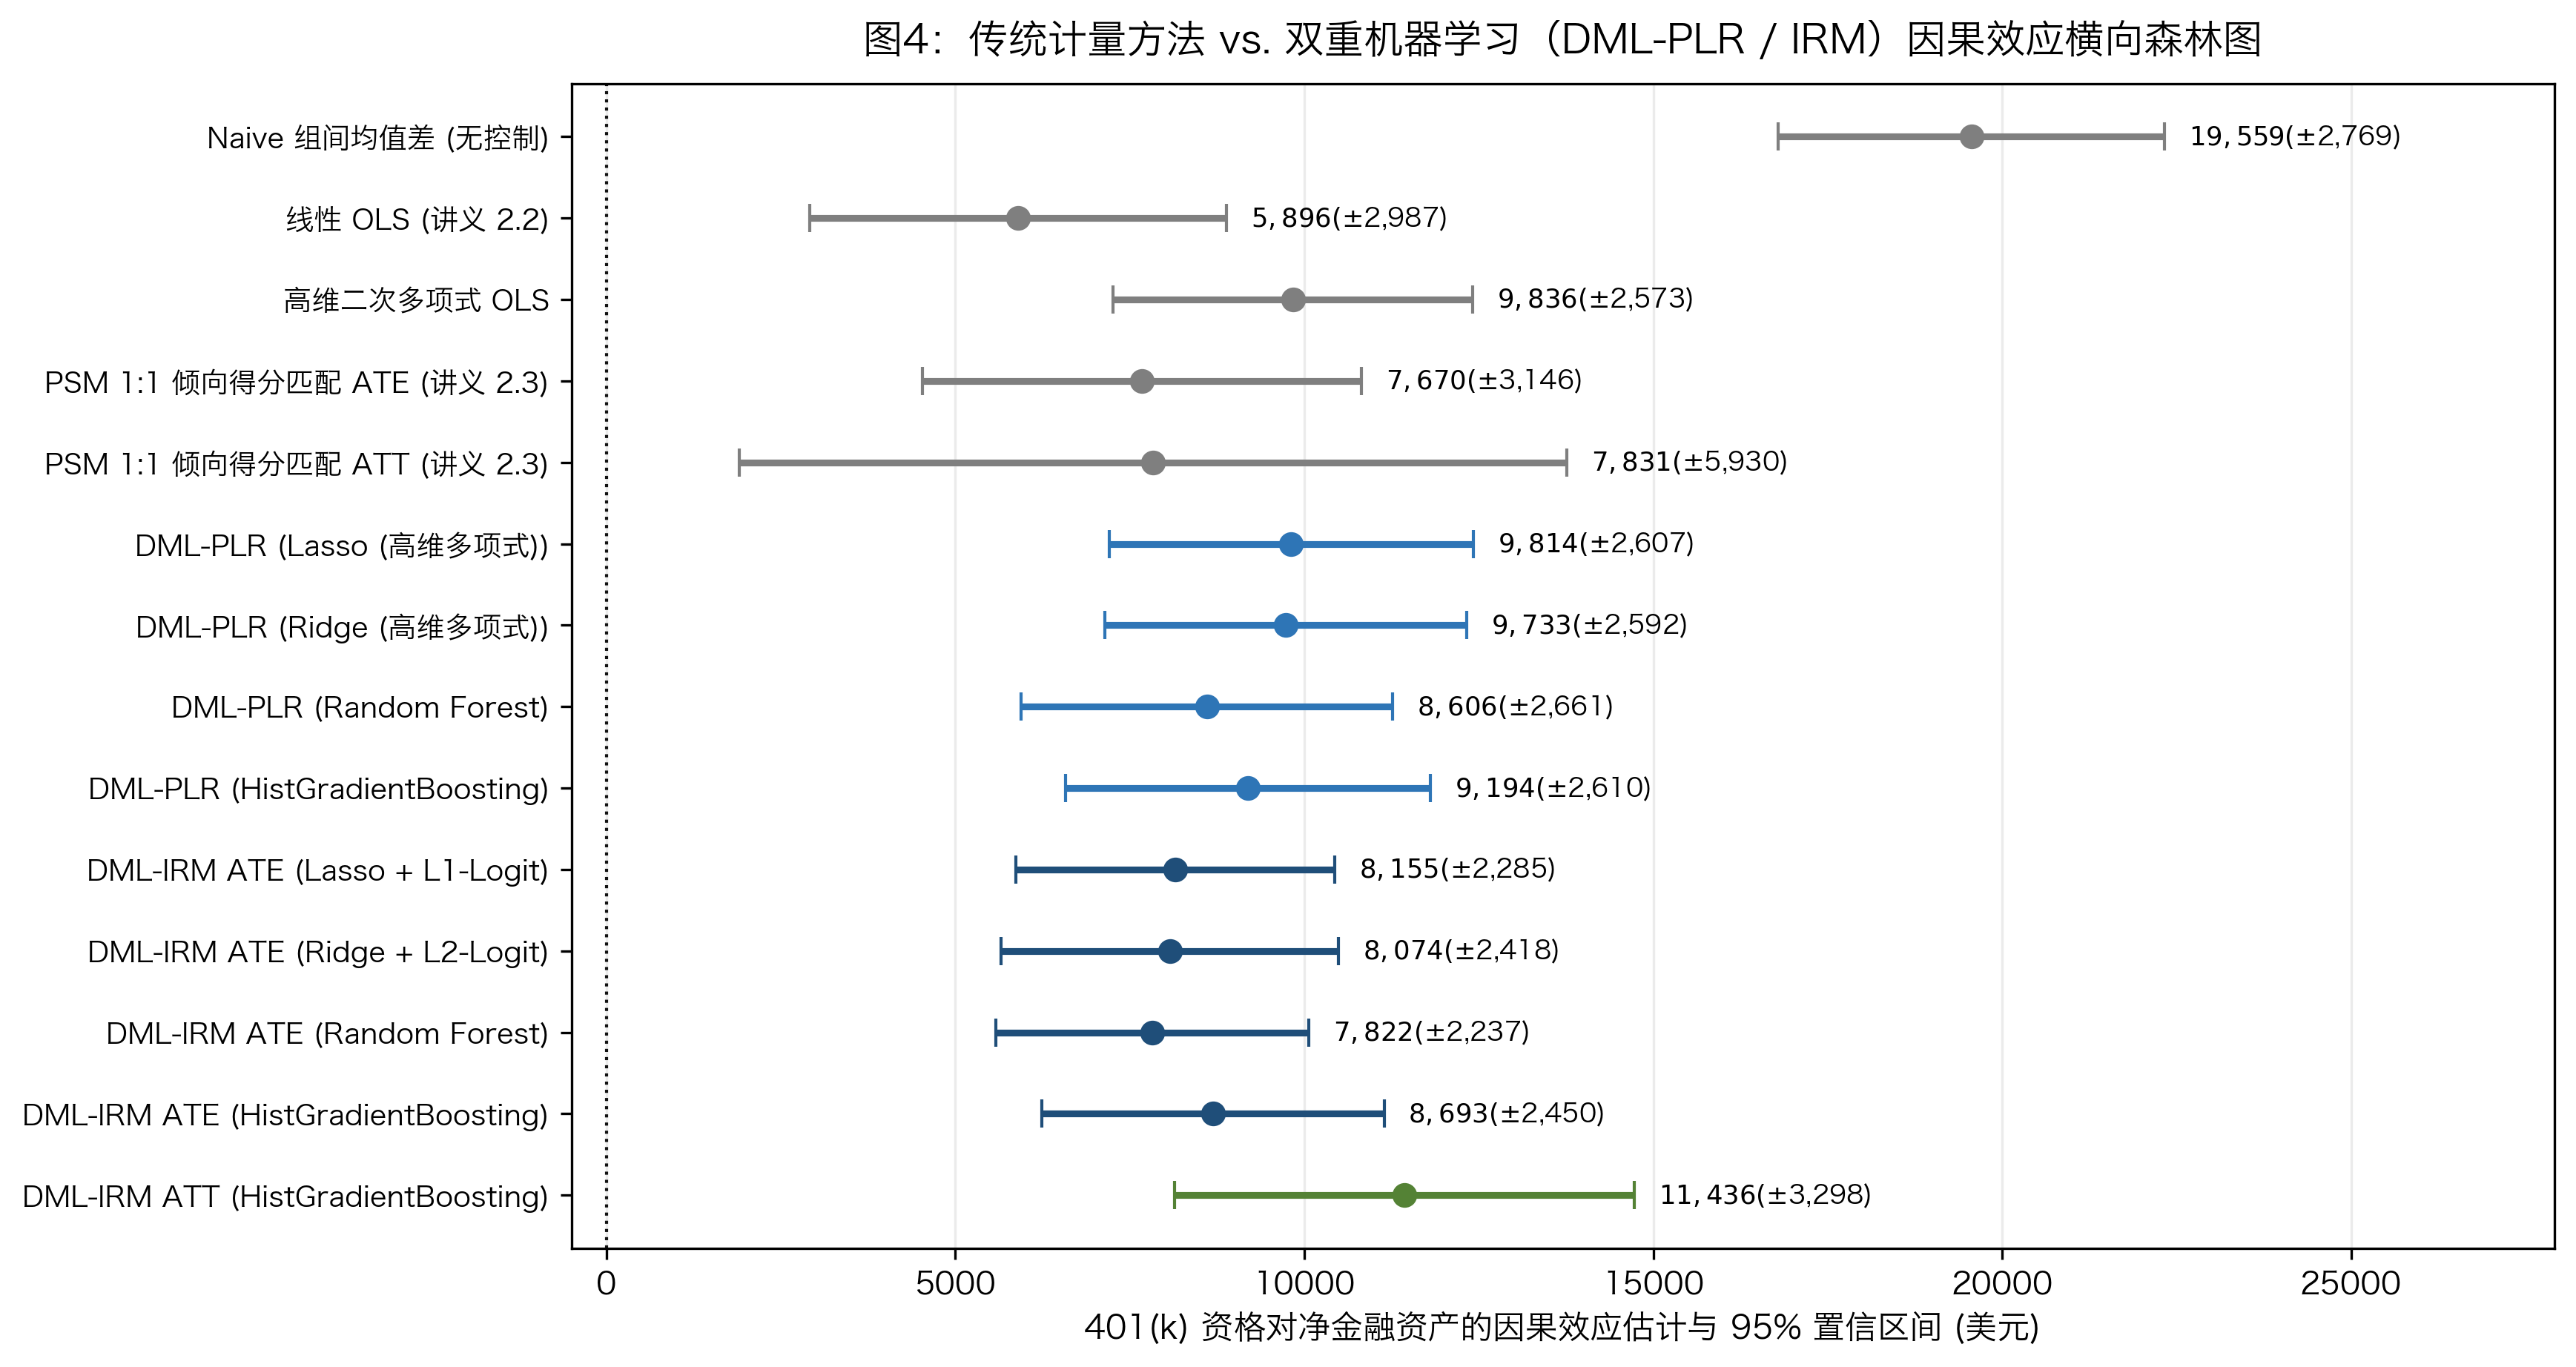 图4：传统计量方法 vs. 双重机器学习（DML-PLR / IRM）因果效应横向森林图
Naive 组间均值差 (无控制)
19,559(±2,769)
线性 OLS (讲义 2.2)
5,896(±2,987)
高维二次多项式 OLS
9,836(±2,573)
PSM 1:1 倾向得分匹配 ATE (讲义 2.3)
7,670(±3,146)
PSM 1:1 倾向得分匹配 ATT (讲义 2.3)
7,831(±5,930)
DML-PLR (Lasso (高维多项式))
9,814(±2,607)
DML-PLR (Ridge (高维多项式))
9,733(±2,592)
DML-PLR (Random Forest)
8,606(±2,661)
DML-PLR (HistGradientBoosting)
9,194(±2,610)
DML-IRM ATE (Lasso + L1-Logit)
8,155(±2,285)
DML-IRM ATE (Ridge + L2-Logit)
8,074(±2,418)
DML-IRM ATE (Random Forest)
7,822(±2,237)
DML-IRM ATE (HistGradientBoosting)
8,693(±2,450)
DML-IRM ATT (HistGradientBoosting)
11,436(±3,298)
0 5000 10000 15000 20000 25000
401(k) 资格对净金融资产的因果效应估计与 95% 置信区间 (美元)